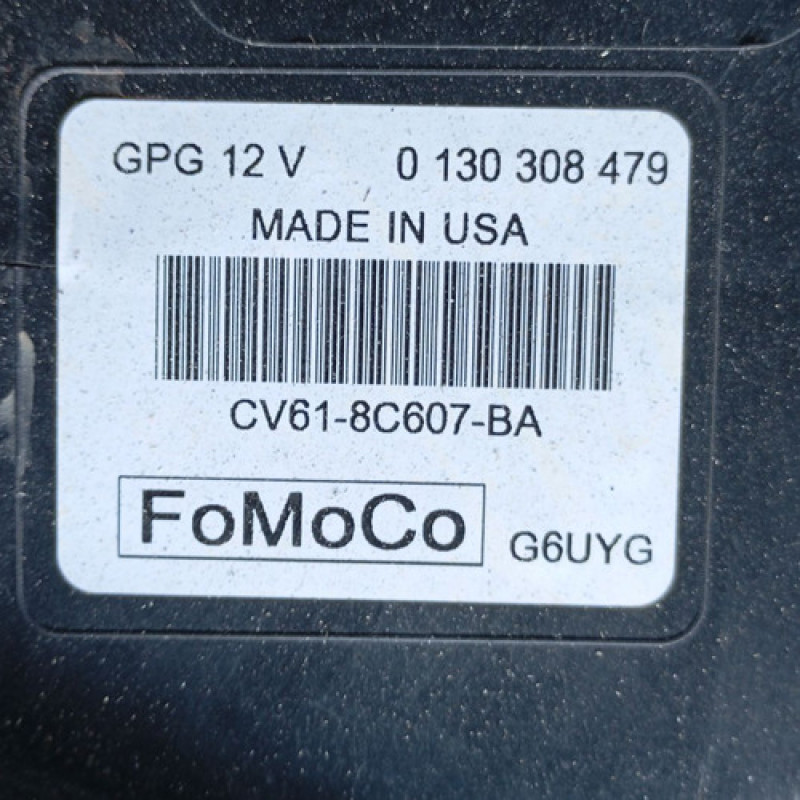 GPG 12 V 0 130 308 479
MADE IN USA
CV61-8C607-BA
FoMoCo
G6UYG